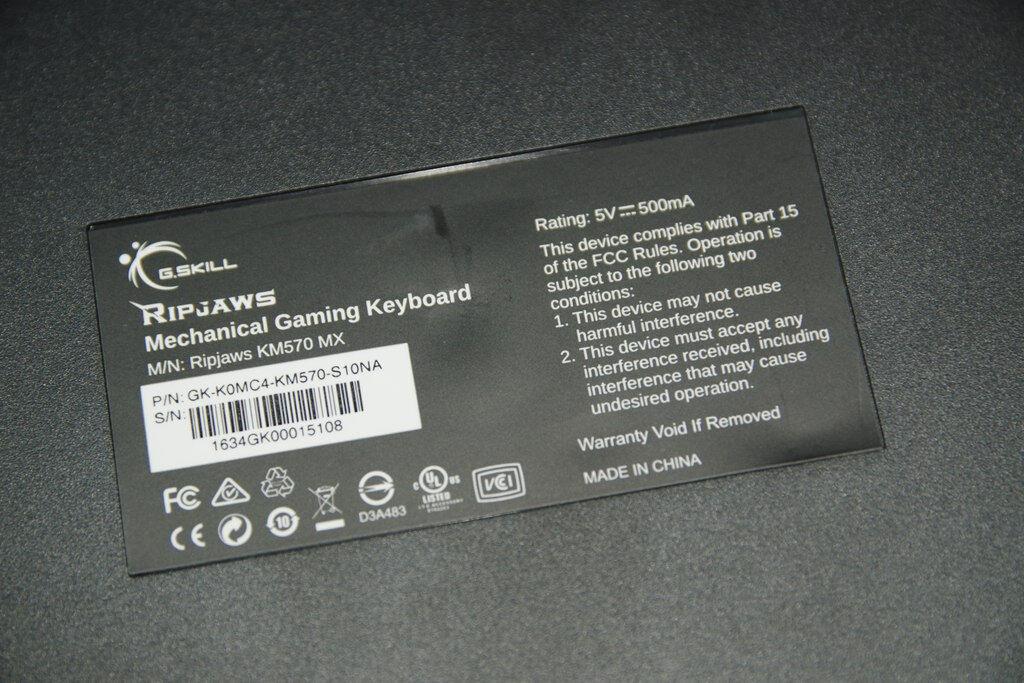 G.SKILL
RIPJAWS
Mechanical Gaming Keyboard
M/N: Ripjaws KM570 MX
P/N: GK-K0MC4-KM570-S10NA
S/N:
1634GK00015108
FC
CE
10
D3A483
C UL US
LISTED
VCI
Rating: 5V⎓500mA
This device complies with Part 15
of the FCC Rules. Operation is
subject to the following two
conditions:
1. This device may not cause
harmful interference.
2. This device must accept any
interference received, including
interference that may cause
undesired operation.
Warranty Void If Removed
MADE IN CHINA